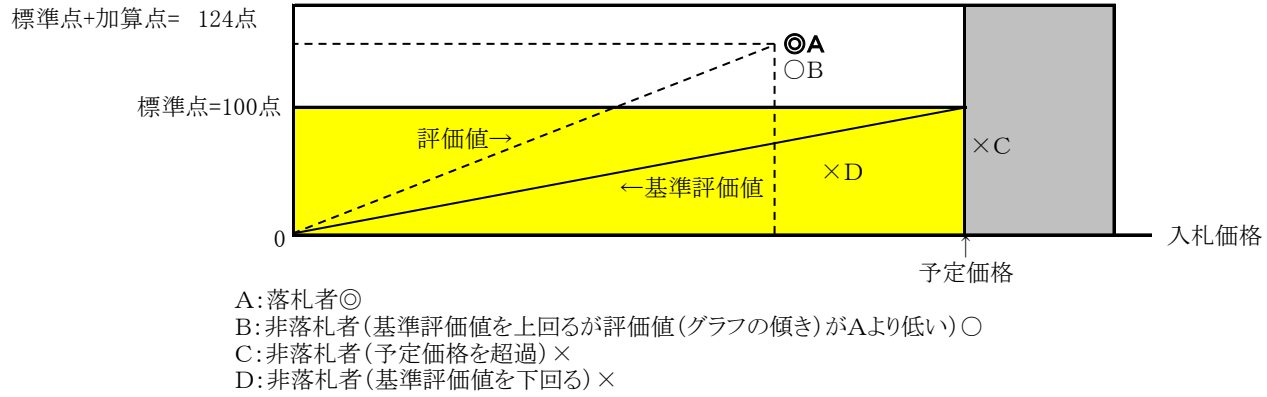 標準点+加算点= 124点
◎A
○B
標準点=100点
評価値→
×C
×D
←基準評価値
0
入札価格
↑
予定価格
A:落札者◎
B:非落札者(基準評価値を上回るが評価値(グラフの傾き)がAより低い)○
C:非落札者(予定価格を超過)×
D:非落札者(基準評価値を下回る)×